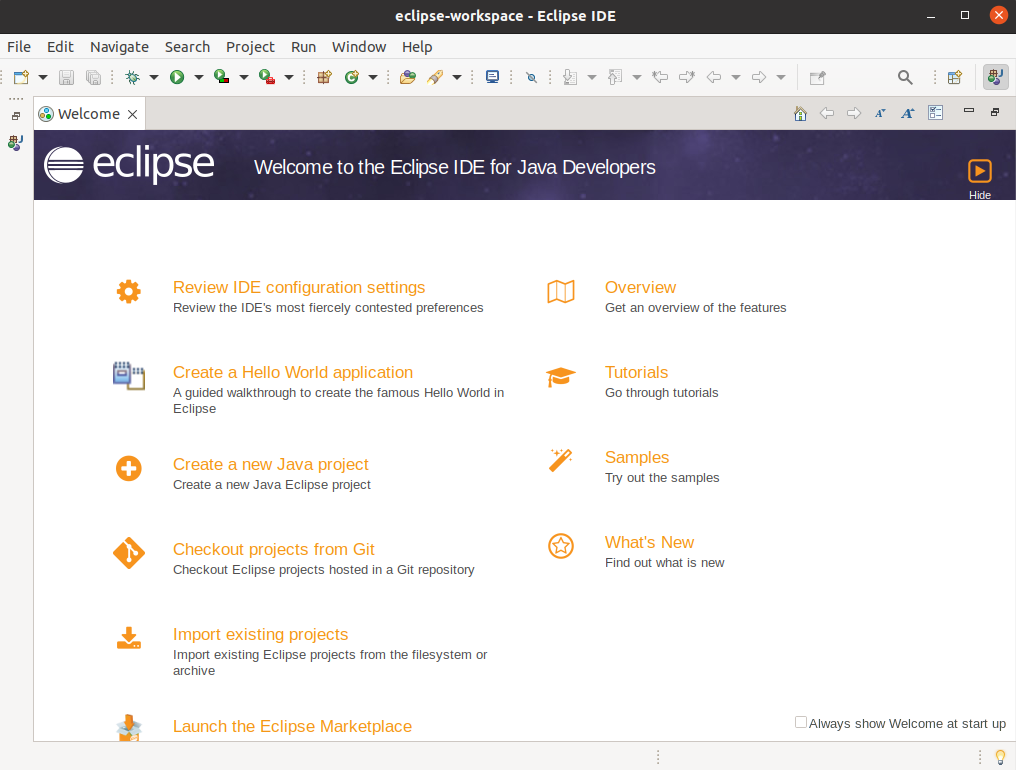 eclipse-workspace - Eclipse IDE
File Edit Navigate Search Project Run Window Help
Welcome
eclipse
Welcome to the Eclipse IDE for Java Developers
Hide
Review IDE configuration settings
Review the IDE's most fiercely contested preferences
Create a Hello World application
A guided walkthrough to create the famous Hello World in
Eclipse
Create a new Java project
Create a new Java Eclipse project
Checkout projects from Git
Checkout Eclipse projects hosted in a Git repository
Import existing projects
Import existing Eclipse projects from the filesystem or
archive
Launch the Eclipse Marketplace
Overview
Get an overview of the features
Tutorials
Go through tutorials
Samples
Try out the samples
What's New
Find out what is new
Always show Welcome at start up